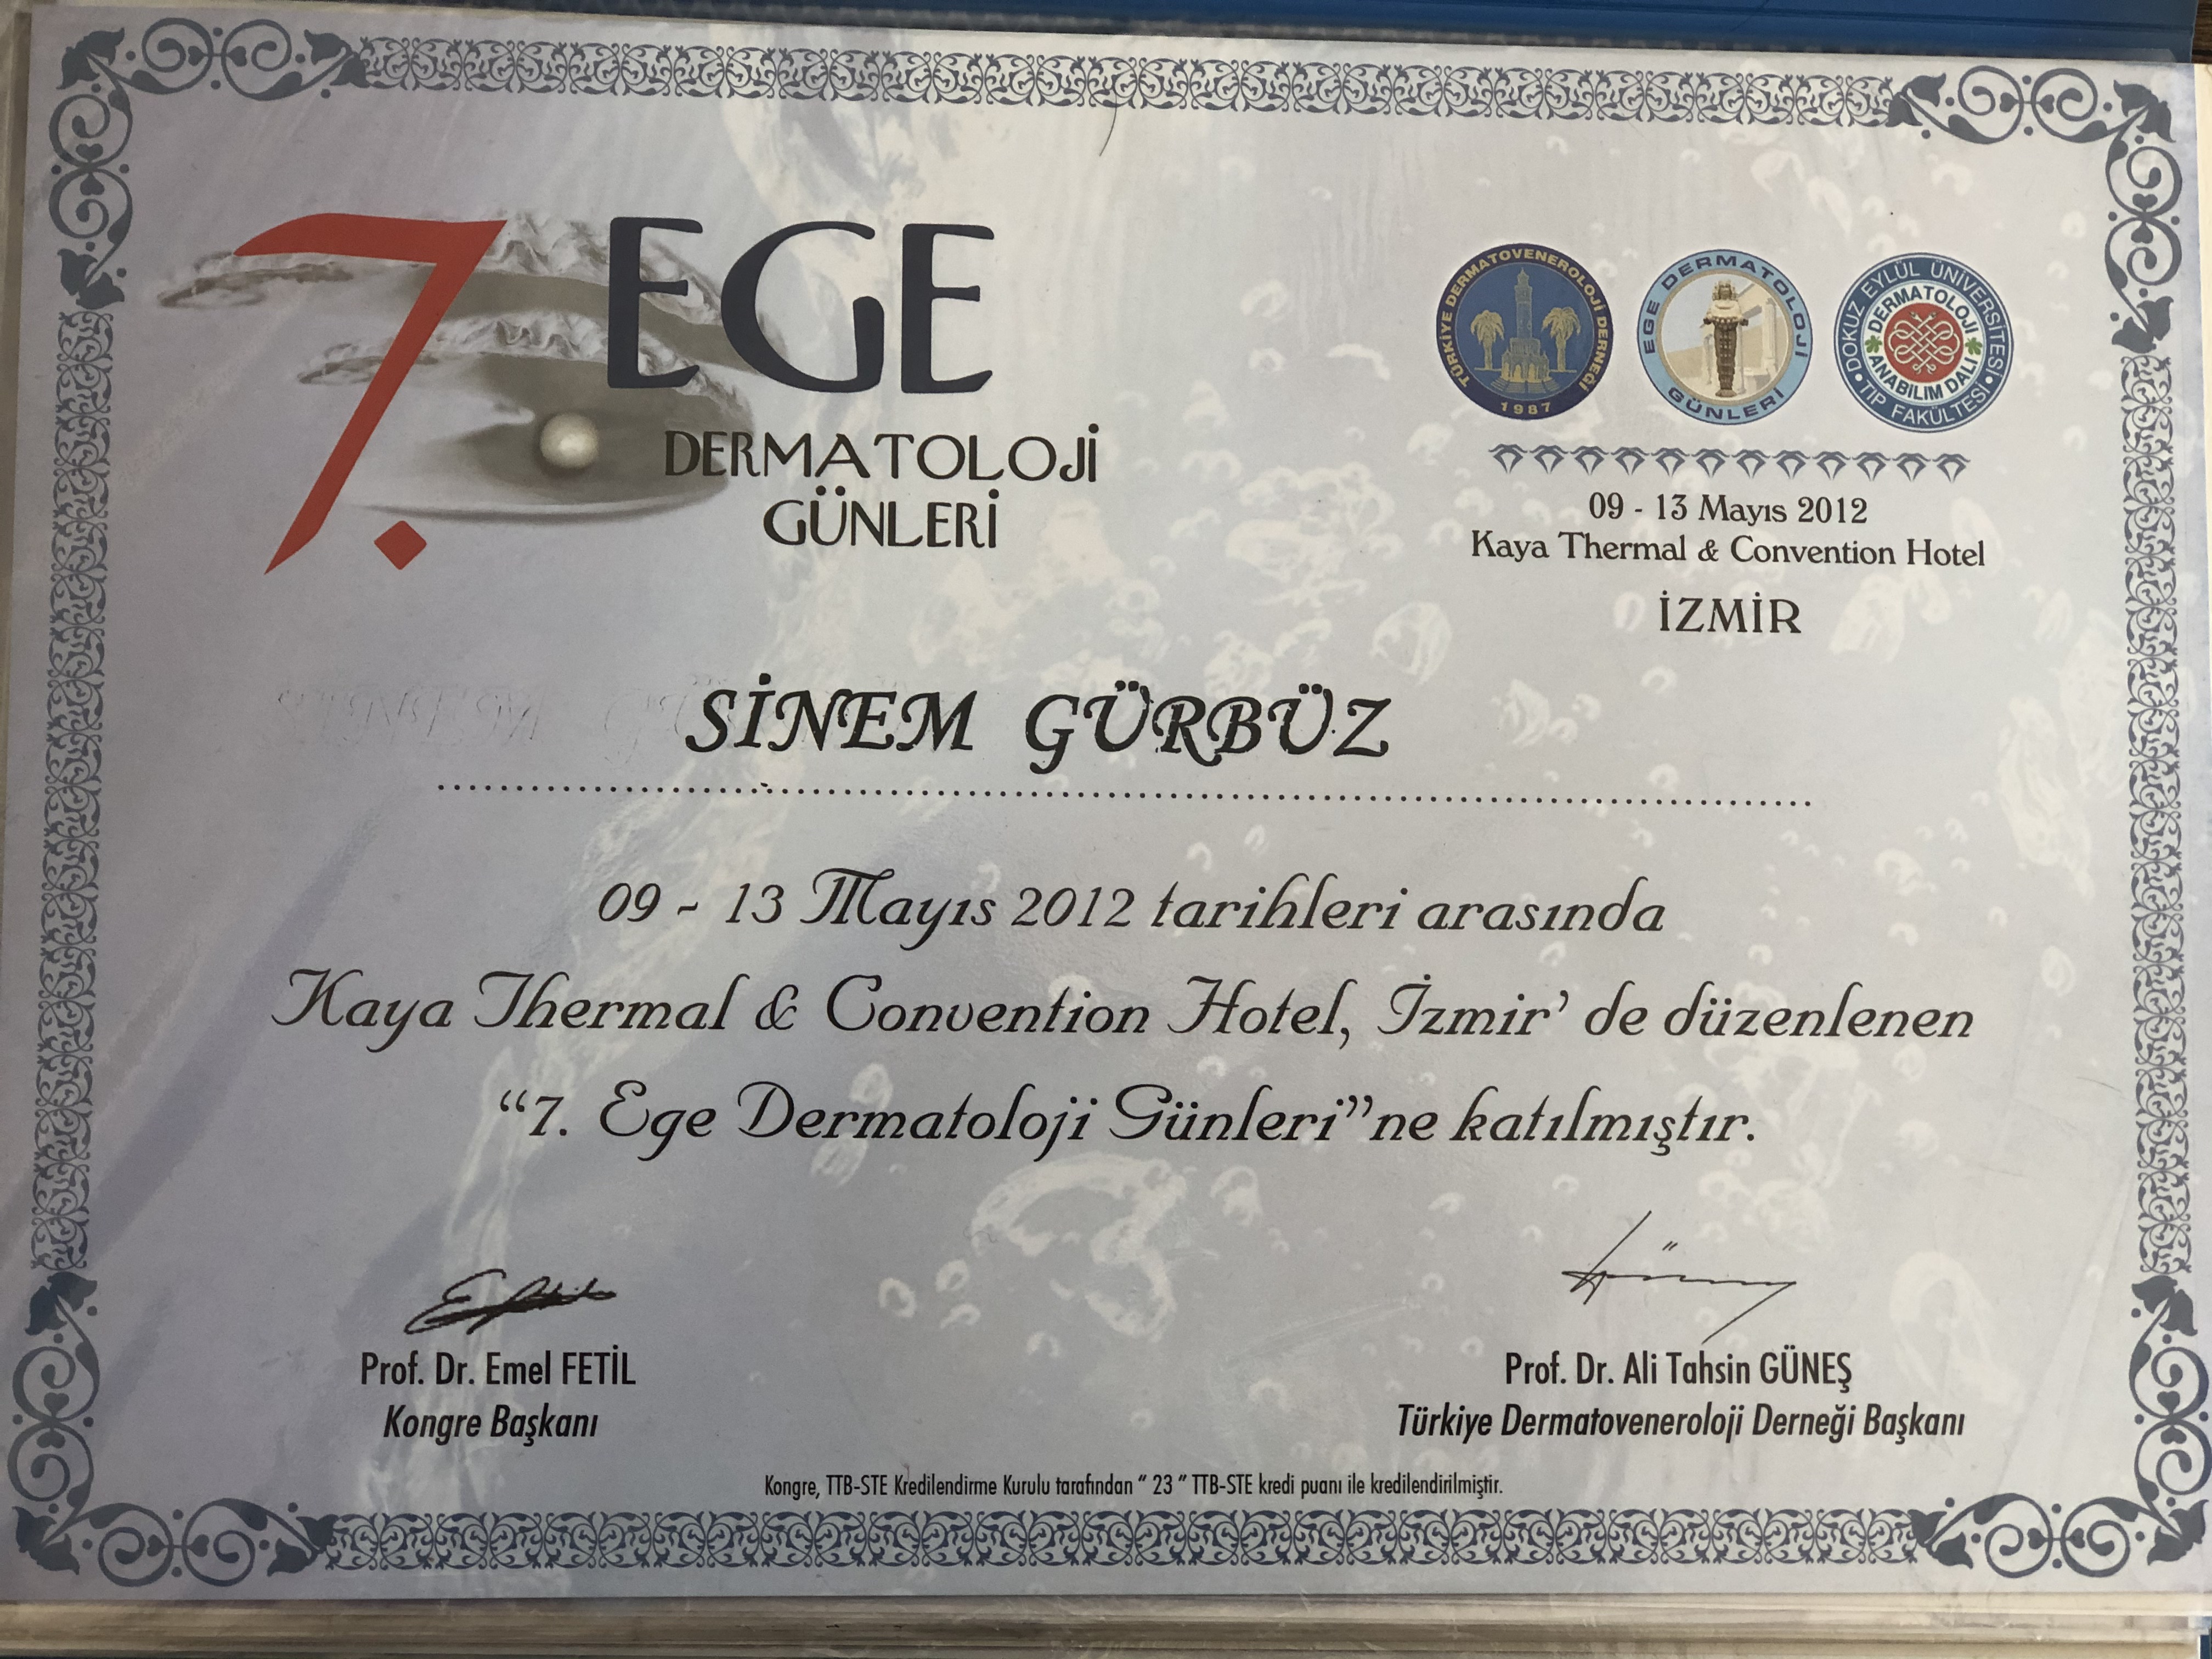 7. EGE
DERMATOLOJİ
GÜNLERİ
TÜRKİYE DERMATOVENEROLOJİ DERNEĞİ
1987
EGE DERMATOLOJİ
GÜNLERİ
DOKUZ EYLÜL ÜNİVERSİTESİ • TIP FAKÜLTESİ •
DERMATOLOJİ
ANABİLİM DALI
09 - 13 Mayıs 2012
Kaya Thermal & Convention Hotel
İZMİR
SİNEM GÜRBÜZ
09 - 13 Mayıs 2012 tarihleri arasında
Kaya Thermal & Convention Hotel, İzmir' de düzenlenen
“7. Ege Dermatoloji Günleri”ne katılmıştır.
Prof. Dr. Emel FETİL
Kongre Başkanı
Prof. Dr. Ali Tahsin GÜNEŞ
Türkiye Dermatoveneroloji Derneği Başkanı
Kongre, TTB-STE Kredilendirme Kurulu tarafından “ 23 ” TTB-STE kredi puanı ile kredilendirilmiştir.